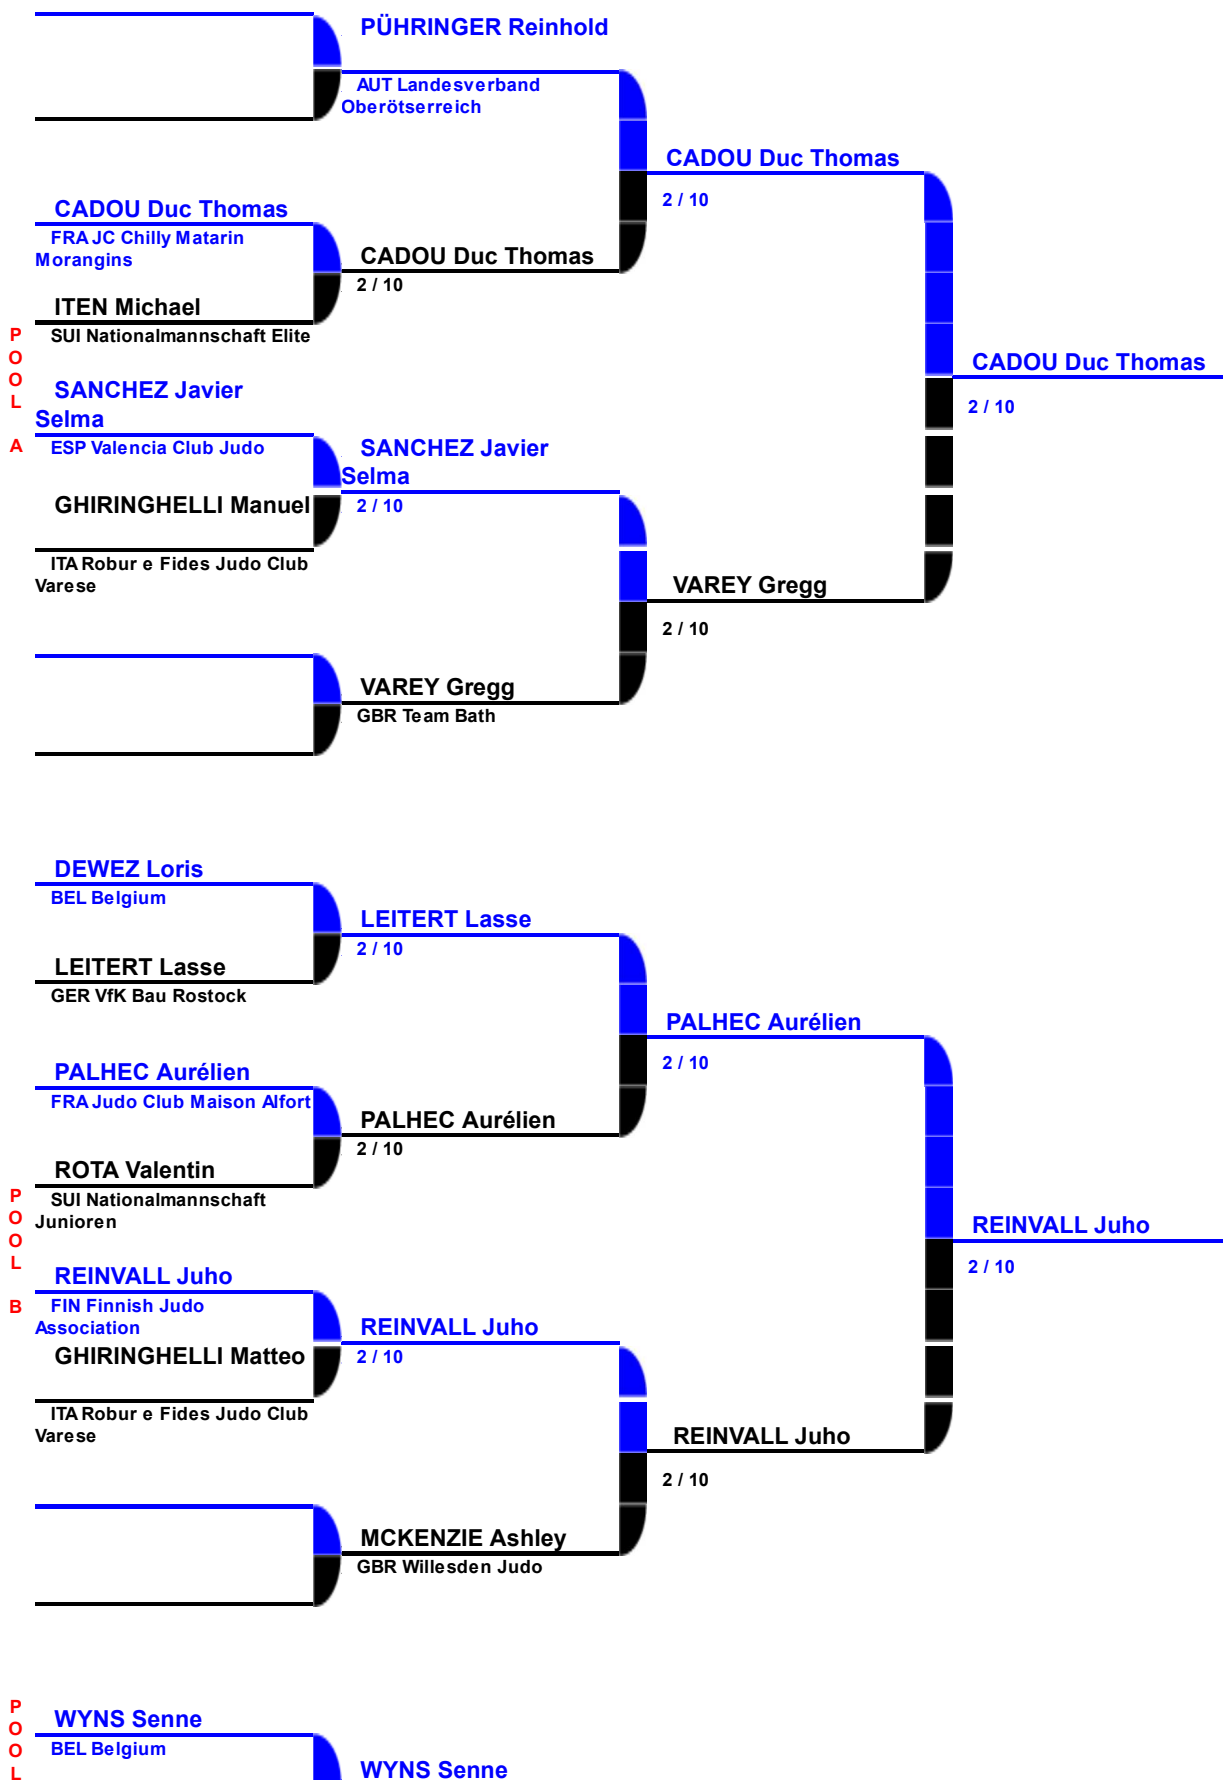 PÜHRINGER Reinhold
AUT Landesverband
Oberötserreich
CADOU Duc Thomas
2 / 10
CADOU Duc Thomas
FRA JC Chilly Matarin
Morangins
CADOU Duc Thomas
2 / 10
ITEN Michael
SUI Nationalmannschaft Elite
POOL A
CADOU Duc Thomas
2 / 10
SANCHEZ Javier
Selma
ESP Valencia Club Judo
SANCHEZ Javier
Selma
2 / 10
GHIRINGHELLI Manuel
ITA Robur e Fides Judo Club
Varese
VAREY Gregg
2 / 10
VAREY Gregg
GBR Team Bath
DEWEZ Loris
BEL Belgium
LEITERT Lasse
2 / 10
LEITERT Lasse
GER VfK Bau Rostock
PALHEC Aurélien
2 / 10
PALHEC Aurélien
FRA Judo Club Maison Alfort
PALHEC Aurélien
2 / 10
ROTA Valentin
SUI Nationalmannschaft
Junioren
POOL B
REINVALL Juho
2 / 10
REINVALL Juho
FIN Finnish Judo
Association
REINVALL Juho
2 / 10
GHIRINGHELLI Matteo
ITA Robur e Fides Judo Club
Varese
REINVALL Juho
2 / 10
MCKENZIE Ashley
GBR Willesden Judo
POOL
WYNS Senne
BEL Belgium
WYNS Senne